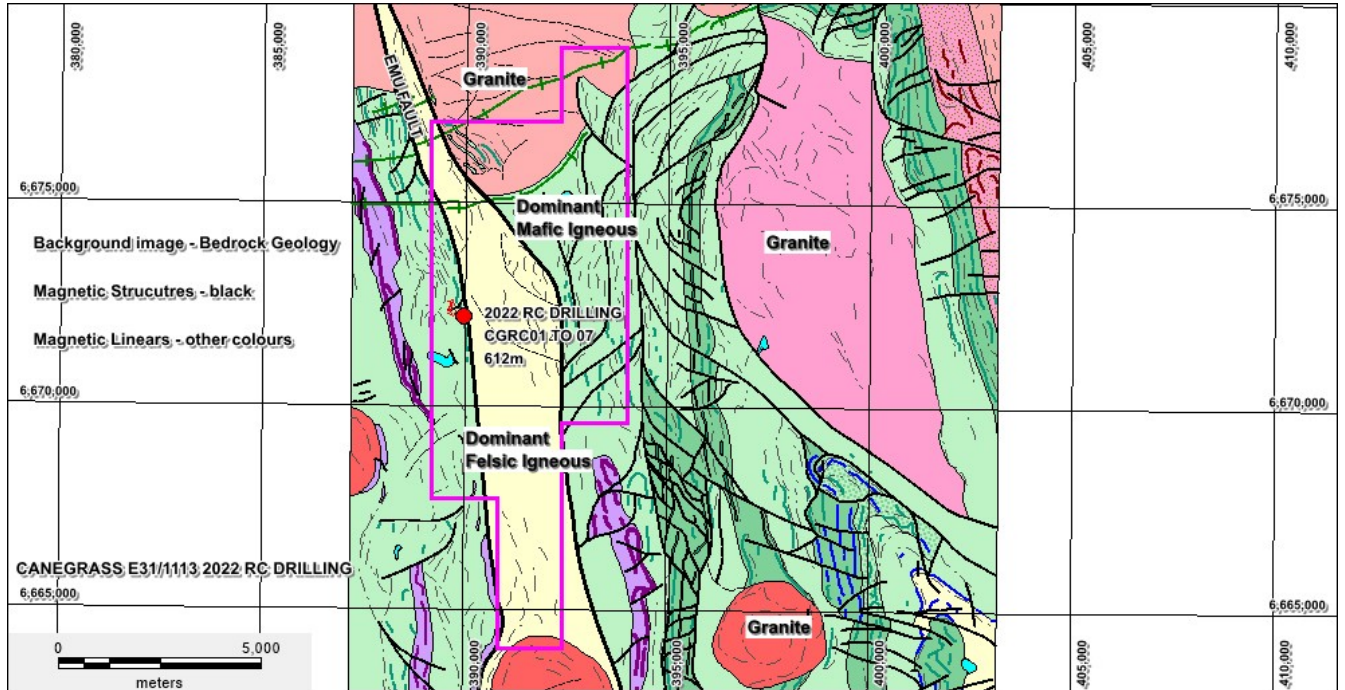 380,000
385,000
390,000
395,000
400,000
405,000
410,000
EMU FAULT
Granite
6,675,000
6,675,000
Dominant
Mafic Igneous
Granite
Background image - Bedrock Geology
Magnetic Strucutres - black
Magnetic Linears - other colours
2022 RC DRILLING
CGRC01 TO 07
612m
6,670,000
6,670,000
Dominant
Felsic Igneous
CANEGRASS E31/1113 2022 RC DRILLING
6,665,000
6,665,000
Granite
0
5,000
meters
390,000
395,000
400,000
405,000
410,000